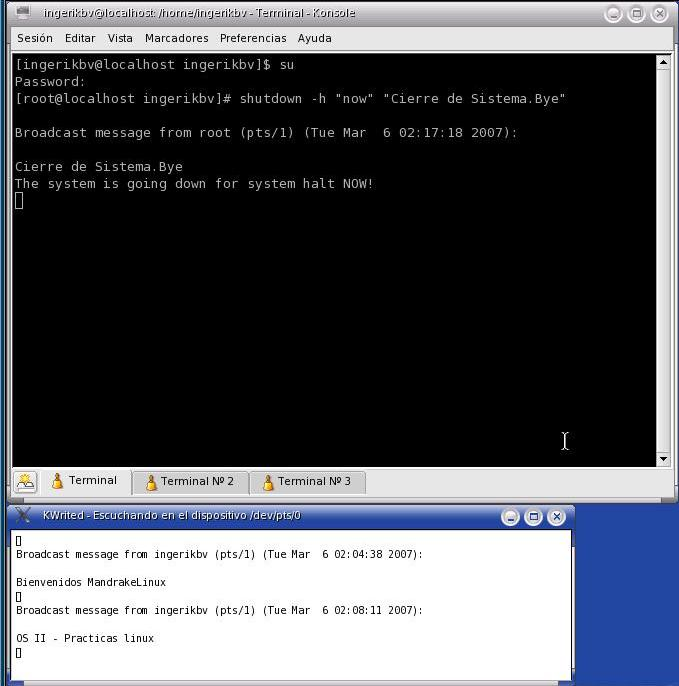 ingerikbv@localhost: /home/ingerikbv - Terminal - Konsole
Sesión Editar Vista Marcadores Preferencias Ayuda
[ingerikbv@localhost ingerikbv]$ su
Password:
[root@localhost ingerikbv]# shutdown -h "now" "Cierre de Sistema.Bye"
Broadcast message from root (pts/1) (Tue Mar  6 02:17:18 2007):
Cierre de Sistema.Bye
The system is going down for system halt NOW!
Terminal Terminal Nº 2 Terminal Nº 3
KWrited - Escuchando en el dispositivo /dev/pts/0
Broadcast message from ingerikbv (pts/1) (Tue Mar  6 02:04:38 2007):
Bienvenidos MandrakeLinux
Broadcast message from ingerikbv (pts/1) (Tue Mar  6 02:08:11 2007):
OS II - Practicas linux